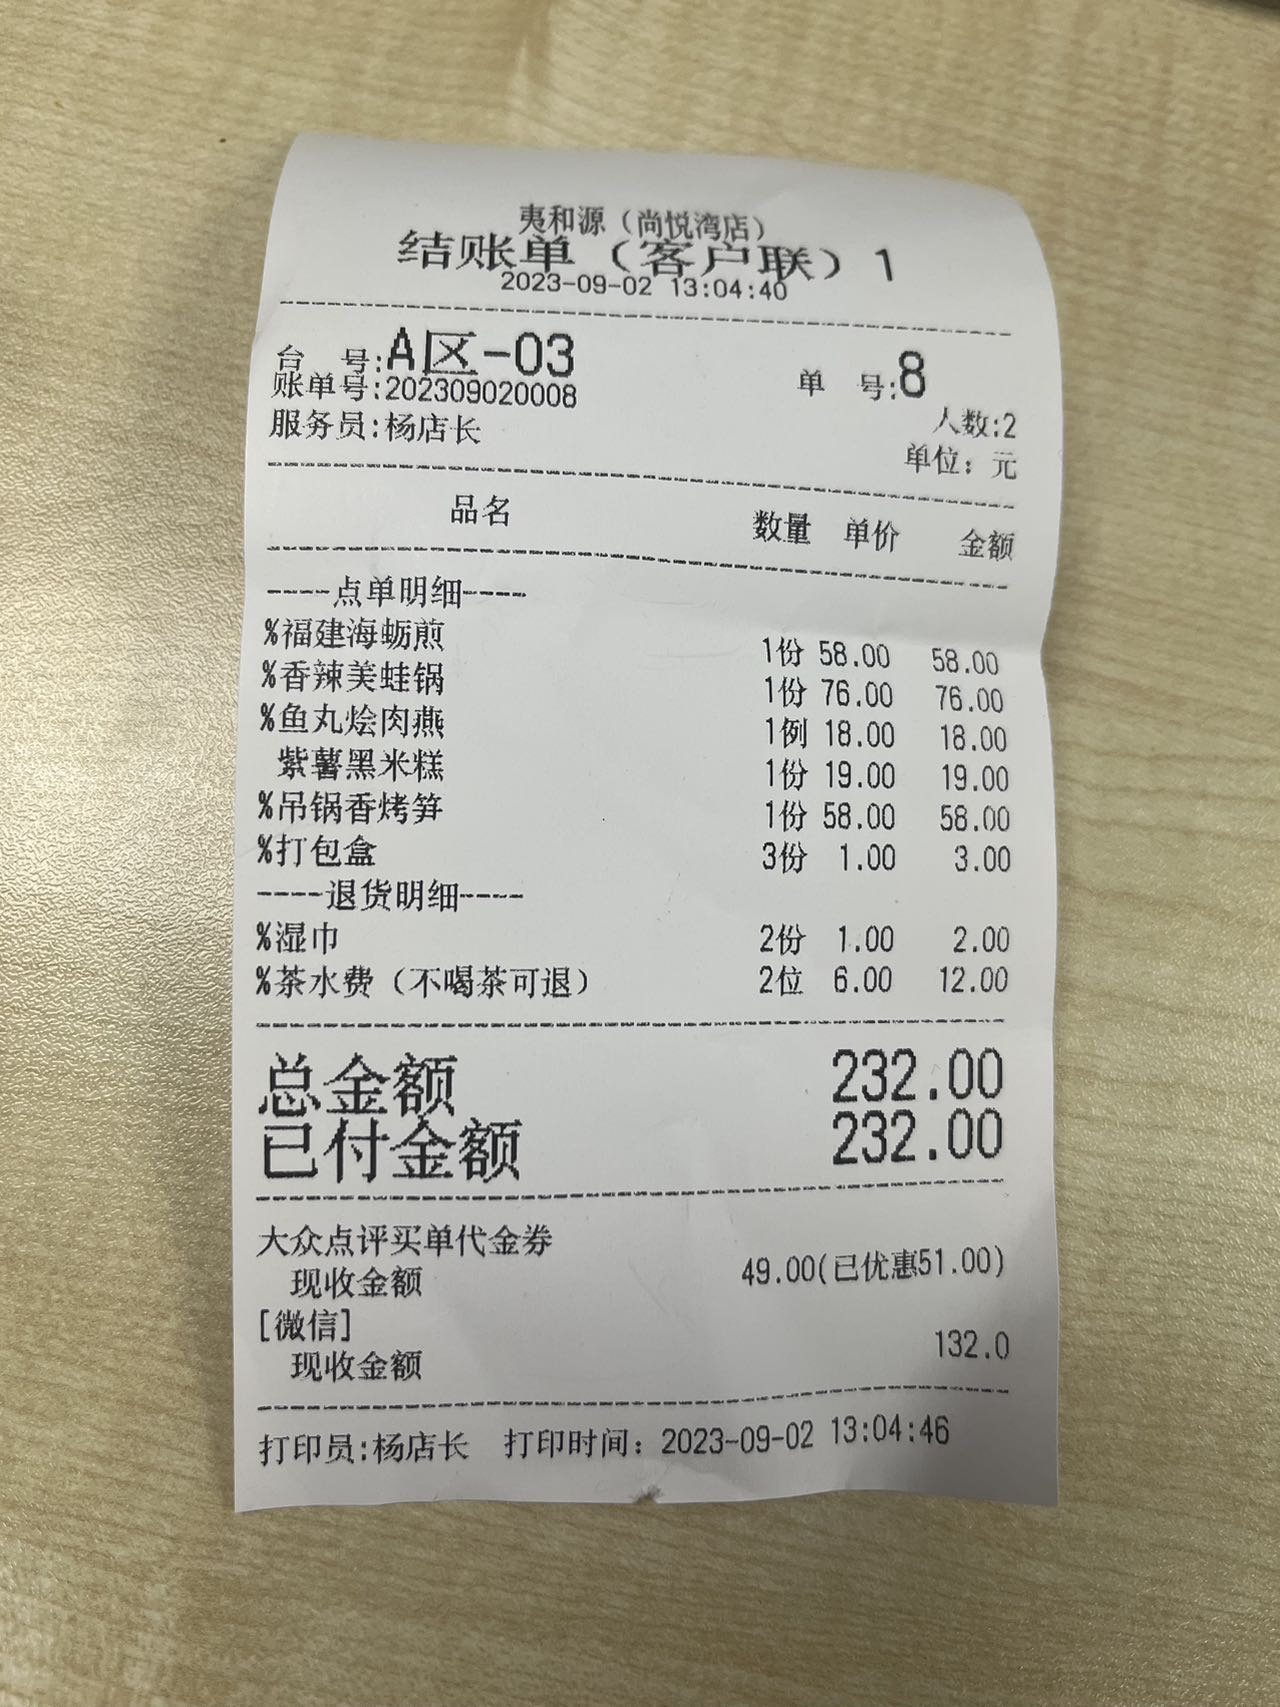 夷和源（尚悦湾店）
结账单（客户联）1
2023-09-02 13:04:40
台 号:A区-03 单 号:8
账单号:202309020008 人数:2
服务员:杨店长 单位：元
品名 数量 单价 金额
----点单明细----
%福建海蛎煎 1份 58.00 58.00
%香辣美蛙锅 1份 76.00 76.00
%鱼丸烩肉燕 1例 18.00 18.00
紫薯黑米糕 1份 19.00 19.00
%吊锅香烤笋 1份 58.00 58.00
%打包盒 3份 1.00 3.00
----退货明细----
%湿巾 2份 1.00 2.00
%茶水费（不喝茶可退） 2位 6.00 12.00
总金额 232.00
已付金额 232.00
大众点评买单代金券
现收金额 49.00(已优惠51.00)
[微信]
现收金额 132.0
打印员:杨店长 打印时间：2023-09-02 13:04:46